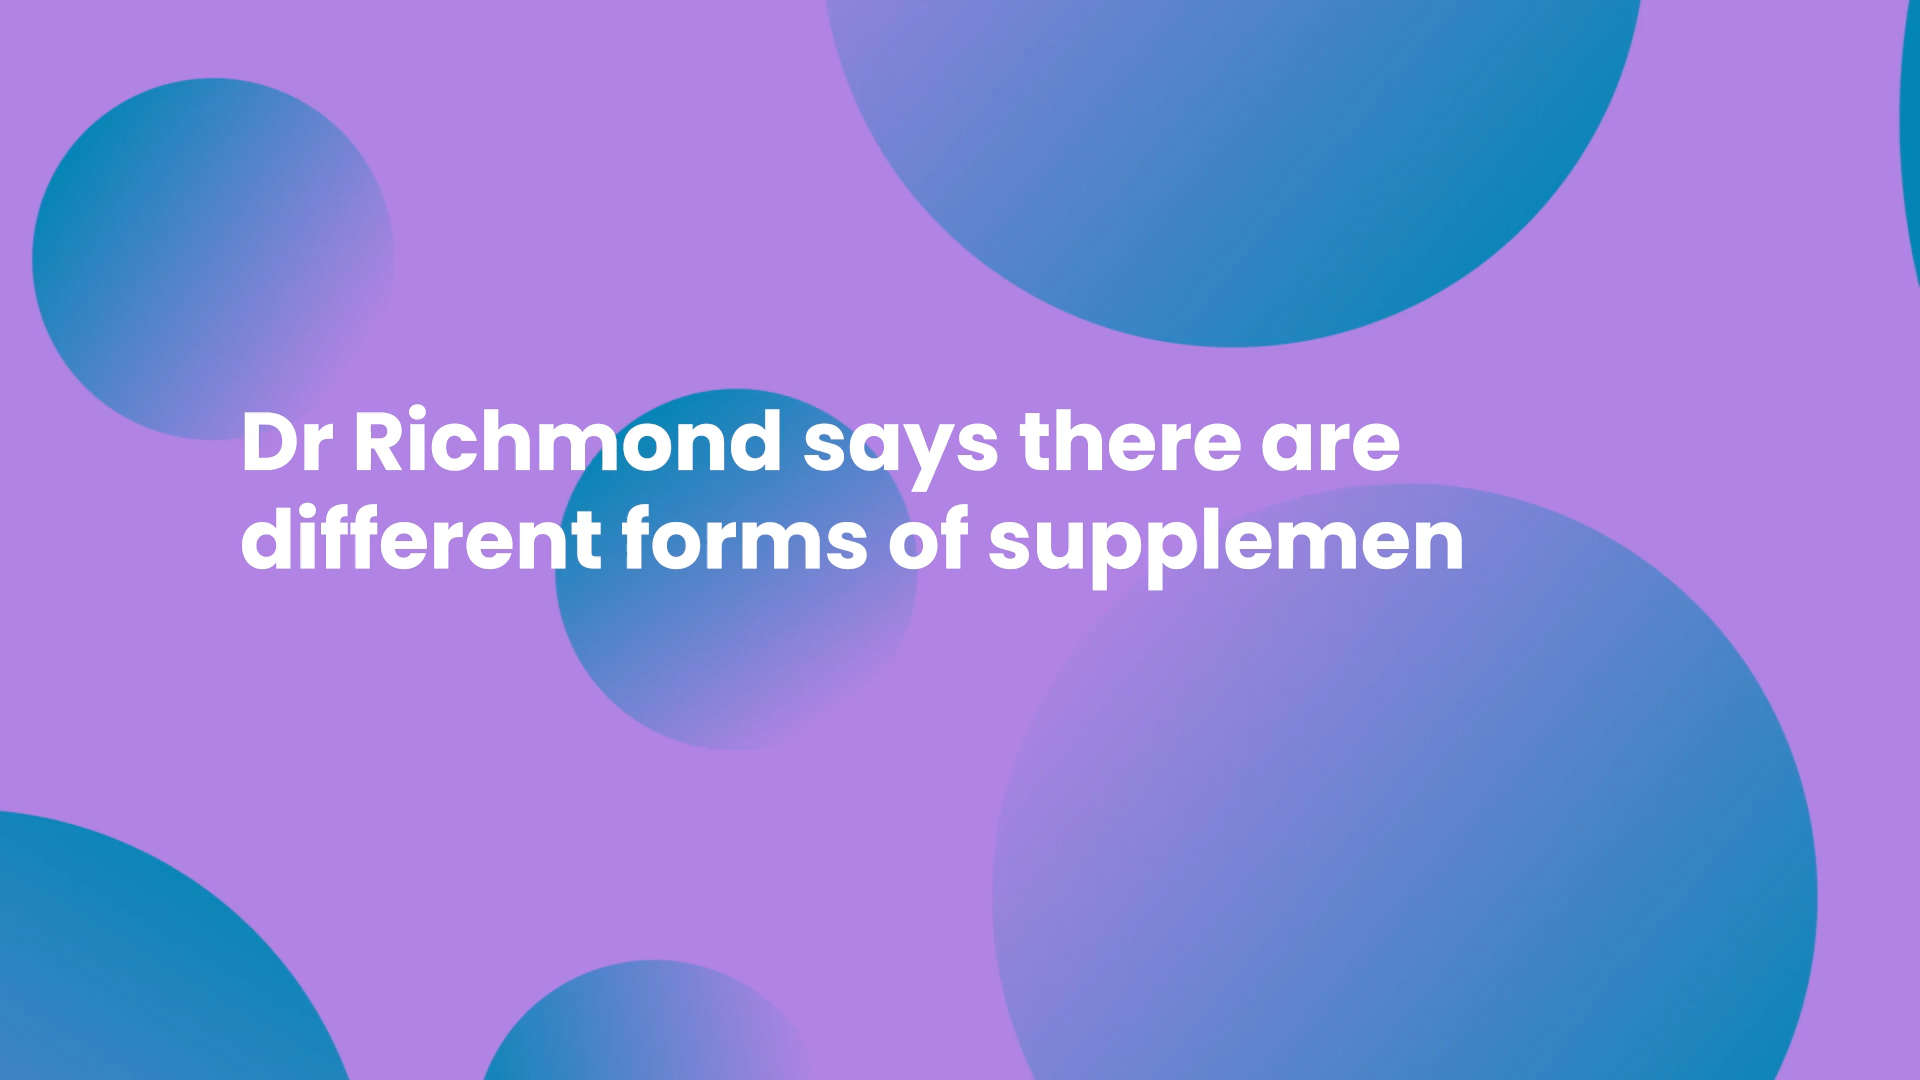 Dr Richmond says there are
different forms of supplemen